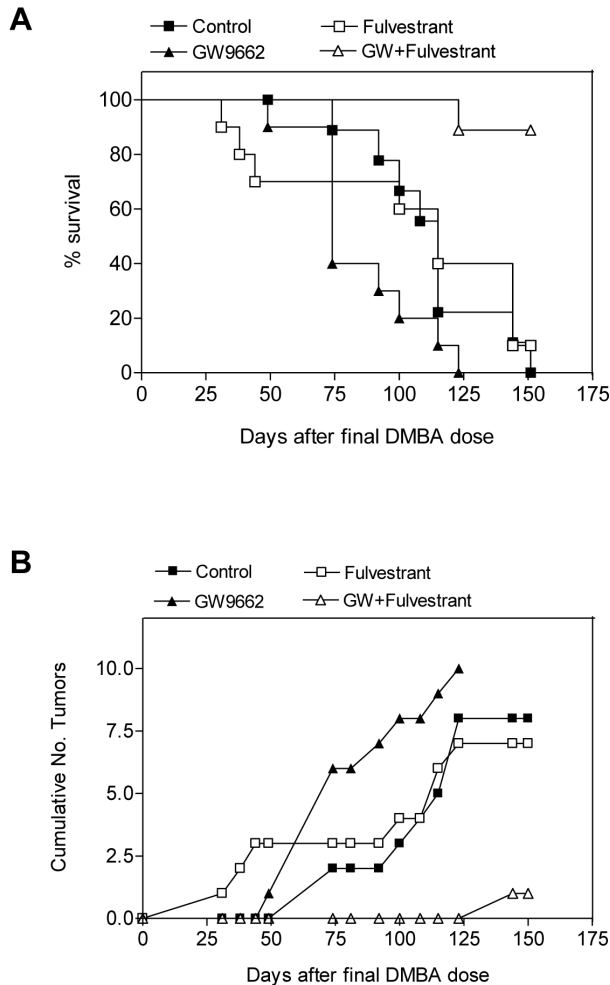 A
Control
Fulvestrant
GW9662
GW+Fulvestrant
100
80
60
40
20
0
% survival
0 25 50 75 100 125 150 175
Days after final DMBA dose
B
Control
Fulvestrant
GW9662
GW+Fulvestrant
10.0
7.5
5.0
2.5
0.0
Cumulative No. Tumors
0 25 50 75 100 125 150 175
Days after final DMBA dose